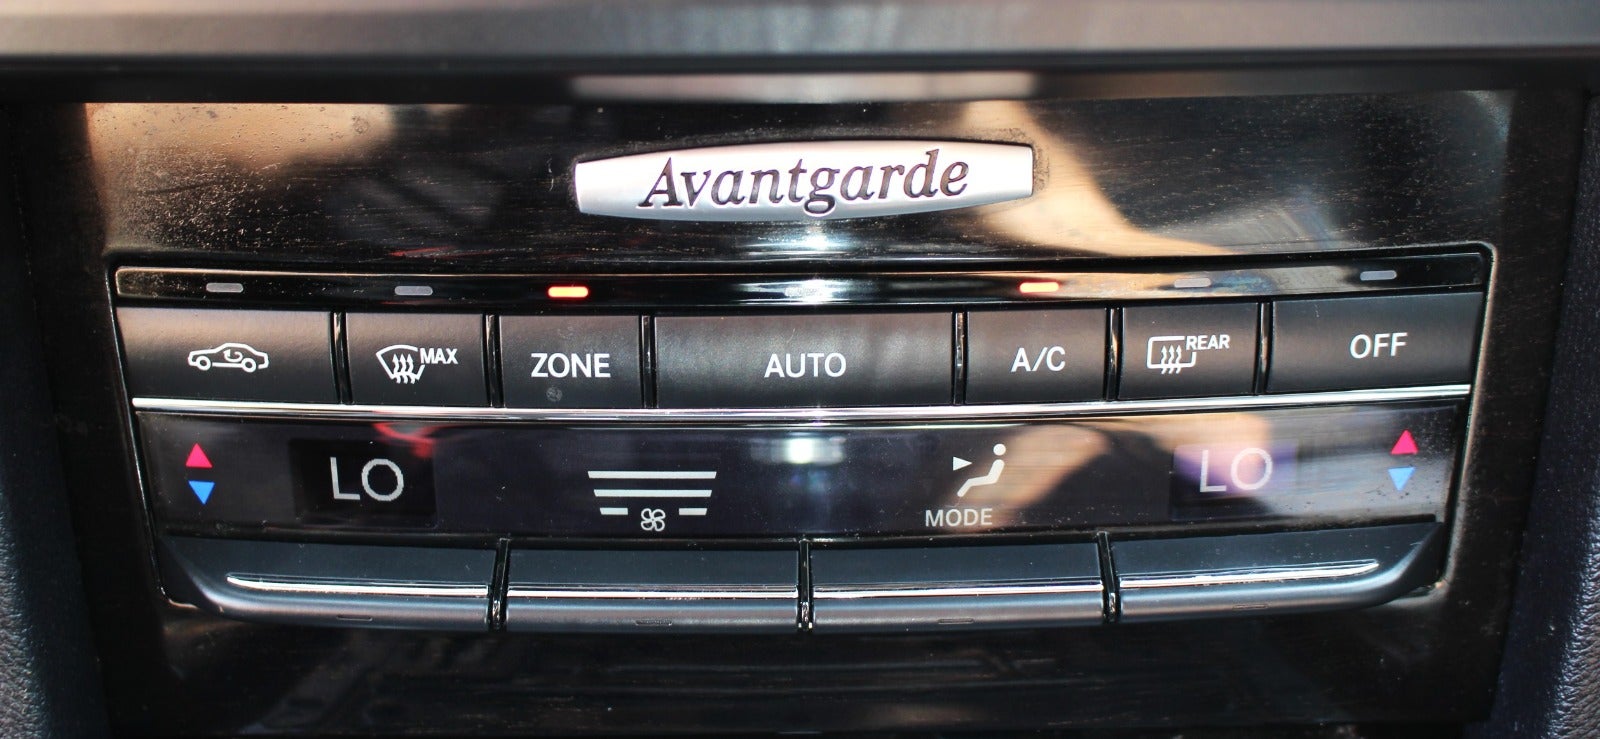 Avantgarde
MAX ZONE AUTO A/C REAR OFF
LO LO
MODE